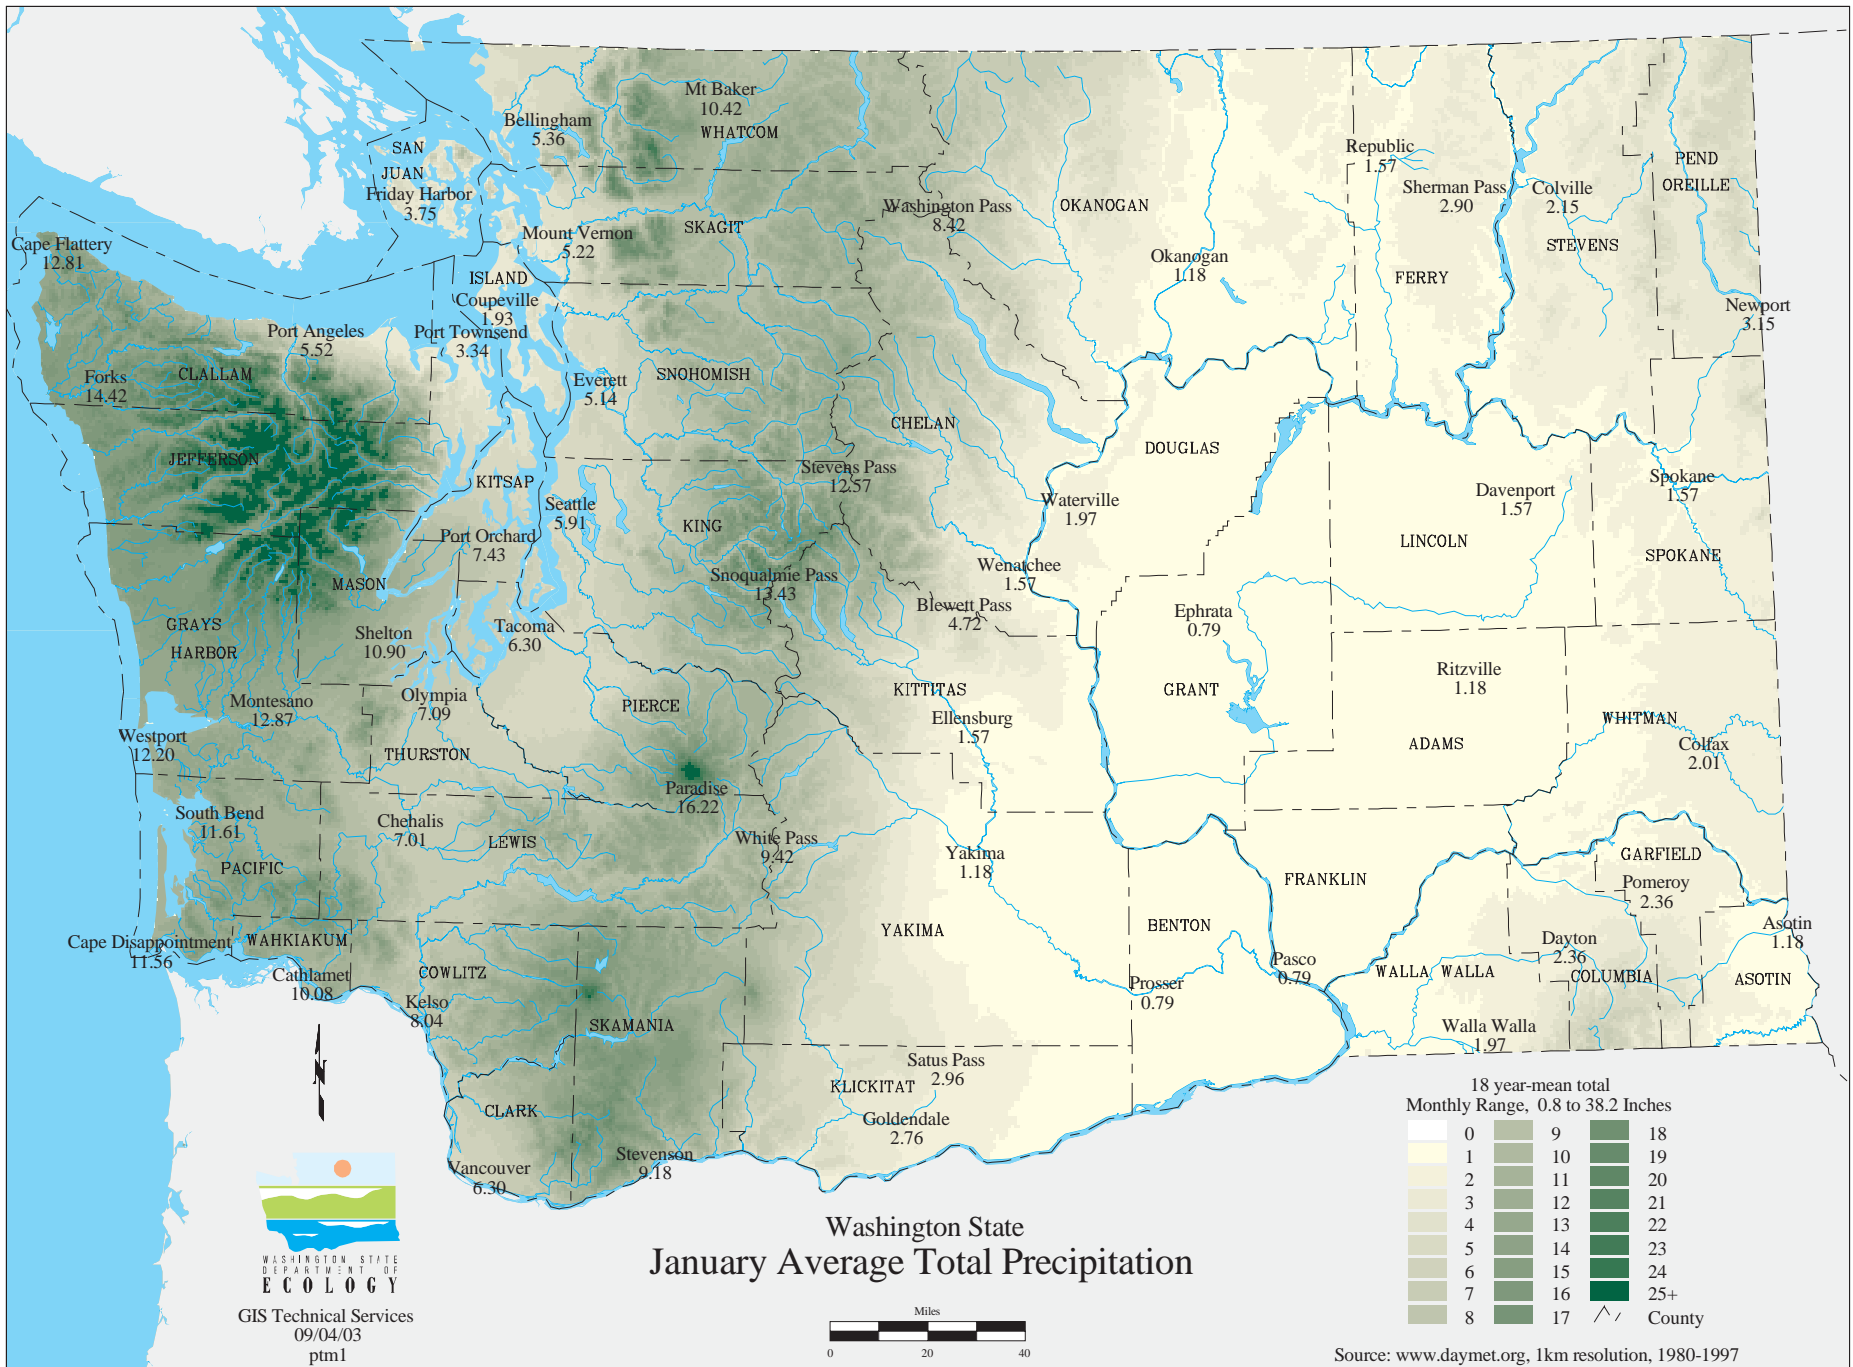 Mt Baker
10.42
WHATCOM
Bellingham
5.36
SAN
JUAN
Friday Harbor
3.75
Republic
1.57
Sherman Pass
2.90
Colville
2.15
PEND
OREILLE
Washington Pass
8.42
OKANOGAN
SKAGIT
Mount Vernon
5.22
Cape Flattery
12.81
STEVENS
Okanogan
1.18
FERRY
ISLAND
Coupeville
1.93
Port Townsend
3.34
Port Angeles
5.52
Newport
3.15
Forks
14.42
CLALLAM
Everett
5.14
SNOHOMISH
CHELAN
DOUGLAS
JEFFERSON
KITSAP
Stevens Pass
12.57
Seattle
5.91
KING
Waterville
1.97
Davenport
1.57
Spokane
1.57
LINCOLN
SPOKANE
Port Orchard
7.43
MASON
Snoqualmie Pass
13.43
Wenatchee
1.57
Blewett Pass
4.72
Ephrata
0.79
GRAYS
HARBOR
Shelton
10.90
Tacoma
6.30
Ritzville
1.18
KITTITAS
GRANT
Montesano
12.87
Olympia
7.09
PIERCE
Ellensburg
1.57
WHITMAN
Colfax
2.01
Westport
12.20
THURSTON
ADAMS
Paradise
16.22
South Bend
11.61
Chehalis
7.01
LEWIS
White Pass
9.42
Yakima
1.18
GARFIELD
PACIFIC
FRANKLIN
Pomeroy
2.36
YAKIMA
BENTON
Asotin
1.18
Cape Disappointment
11.56
WAHKIAKUM
Dayton
2.36
Cathlamet
10.08
COWLITZ
Pasco
0.79
WALLA WALLA
COLUMBIA
ASOTIN
Kelso
8.04
Prosser
0.79
SKAMANIA
Walla Walla
1.97
Satus Pass
2.96
KLICKITAT
N
CLARK
Goldendale
2.76
Stevenson
9.18
Vancouver
6.30
18 year-mean total
Monthly Range, 0.8 to 38.2 Inches
0 9 18
1 10 19
2 11 20
3 12 21
4 13 22
5 14 23
6 15 24
7 16 25+
8 17 County
WASHINGTON STATE
DEPARTMENT OF
ECOLOGY
GIS Technical Services
09/04/03
ptm1
Washington State
January Average Total Precipitation
Miles
0 20 40
Source: www.daymet.org, 1km resolution, 1980-1997